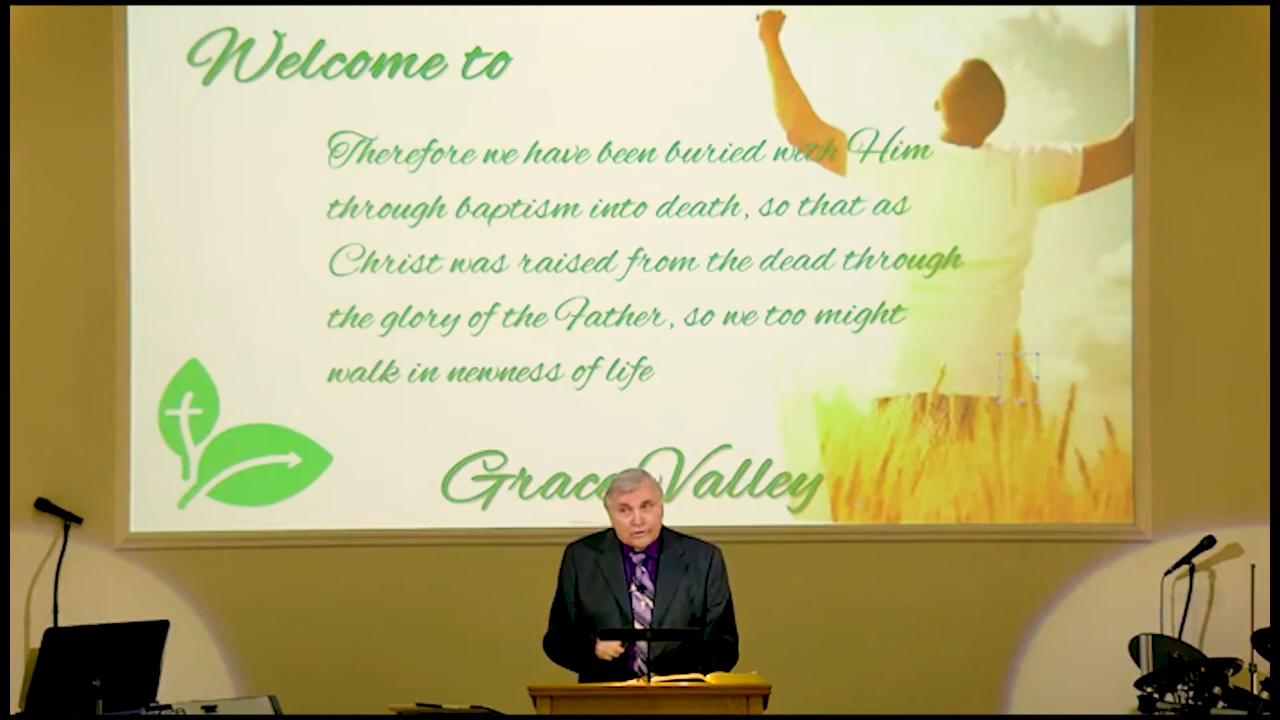 Welcome to
Therefore we have been buried with Him
through baptism into death, so that as
Christ was raised from the dead through
the glory of the Father, so we too might
walk in newness of life
Grace Valley